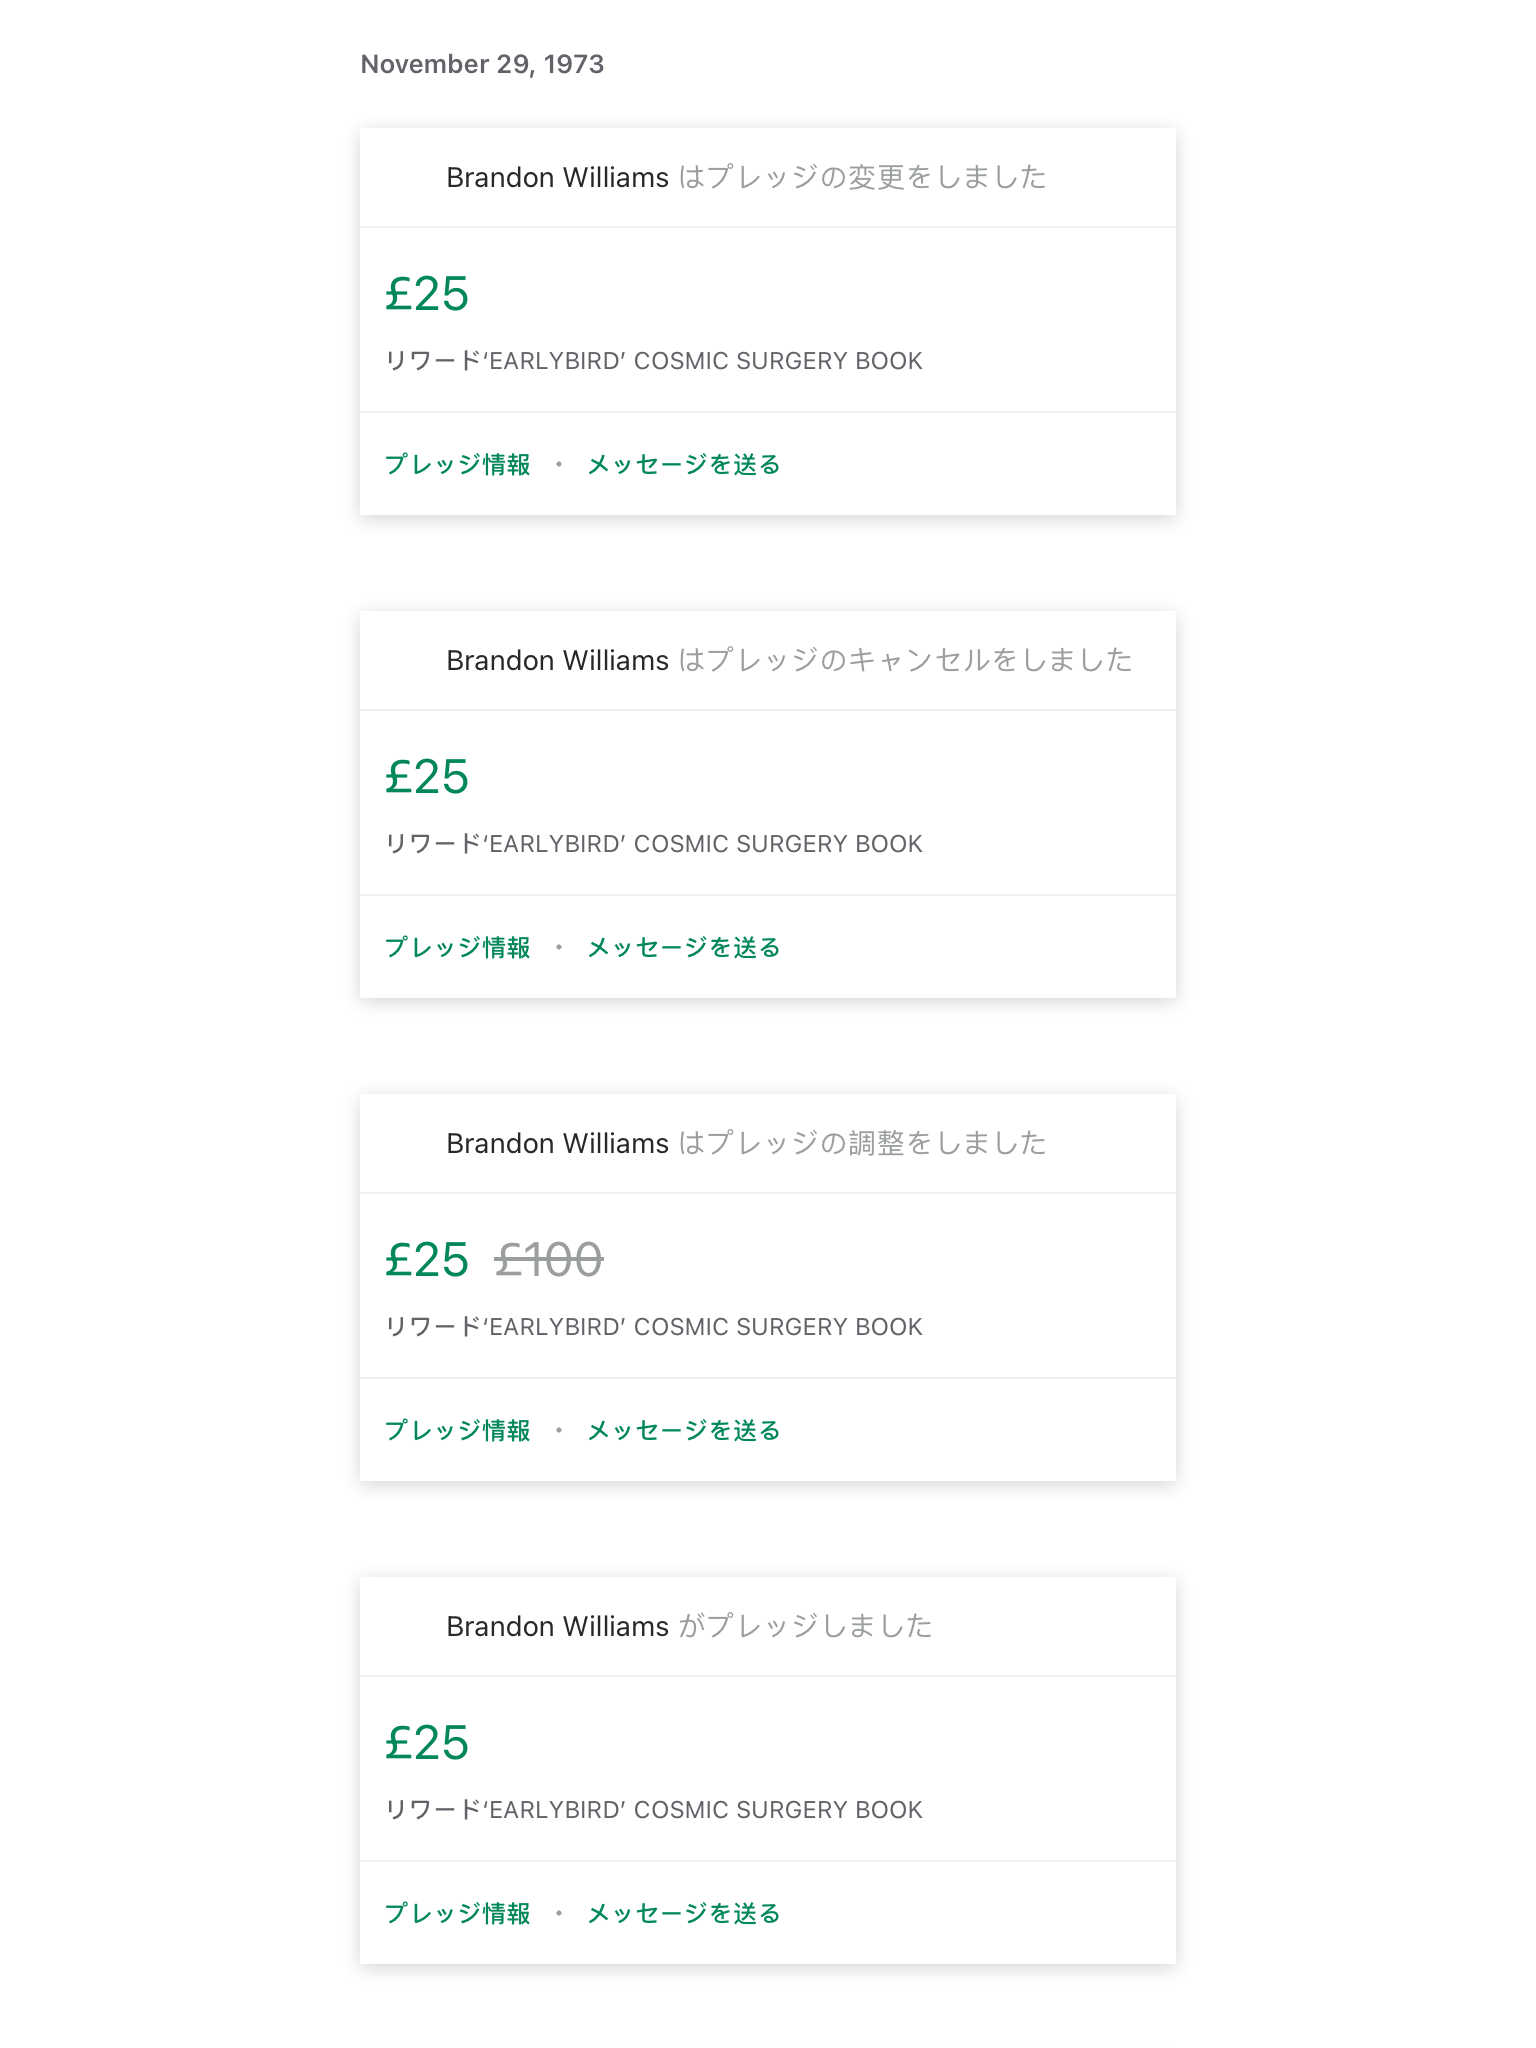 November 29, 1973
Brandon Williams はプレッジの変更をしました
£25
リワード‘EARLYBIRD’ COSMIC SURGERY BOOK
プレッジ情報 • メッセージを送る
Brandon Williams はプレッジのキャンセルをしました
£25
リワード‘EARLYBIRD’ COSMIC SURGERY BOOK
プレッジ情報 • メッセージを送る
Brandon Williams はプレッジの調整をしました
£25 £100
リワード‘EARLYBIRD’ COSMIC SURGERY BOOK
プレッジ情報 • メッセージを送る
Brandon Williams がプレッジしました
£25
リワード‘EARLYBIRD’ COSMIC SURGERY BOOK
プレッジ情報 • メッセージを送る